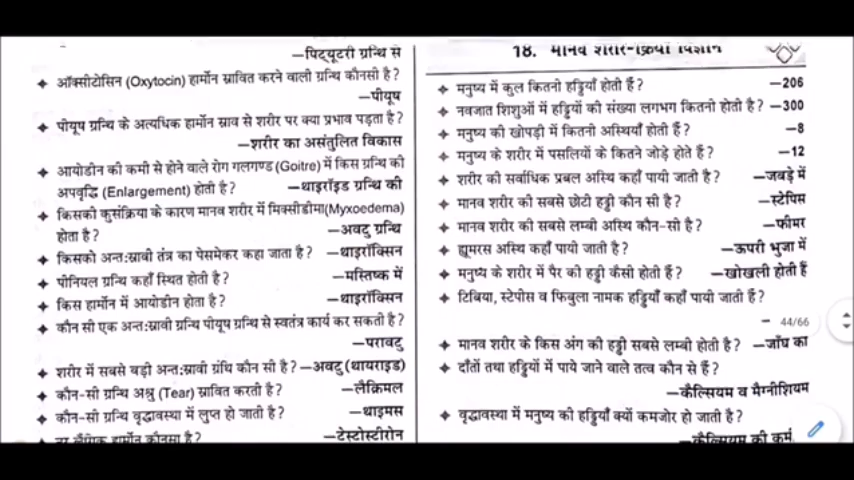 —पिट्यूटरी ग्रन्थि से
✦ ऑक्सीटोसिन (Oxytocin) हार्मोन स्रावित करने वाली ग्रन्थि कौनसी है?
—पीयूष
✦ पीयूष ग्रन्थि के अत्यधिक हार्मोन स्राव से शरीर पर क्या प्रभाव पड़ता है?
—शरीर का असंतुलित विकास
✦ आयोडीन की कमी से होने वाले रोग गलगण्ड (Goitre) में किस ग्रन्थि की
अपवृद्धि (Enlargement) होती है? —थाइरॉइड ग्रन्थि की
✦ किसकी कुसंक्रिया के कारण मानव शरीर में मिक्सीडीमा(Myxoedema)
होता है? —अवटु ग्रन्थि
✦ किसको अन्त:स्रावी तंत्र का पेसमेकर कहा जाता है? —थाइरॉक्सिन
✦ पीनियल ग्रन्थि कहाँ स्थित होती है? —मस्तिष्क में
✦ किस हार्मोन में आयोडीन होता है? —थाइरॉक्सिन
✦ कौन सी एक अन्त:स्रावी ग्रन्थि पीयूष ग्रन्थि से स्वतंत्र कार्य कर सकती है?
—परावटु
✦ शरीर में सबसे बड़ी अन्त:स्रावी ग्रंथि कौन सी है? —अवटु (थायराइड)
✦ कौन-सी ग्रन्थि अश्रु (Tear) स्रावित करती है? —लैक्रिमल
✦ कौन-सी ग्रन्थि वृद्धावस्था में लुप्त हो जाती है? —थाइमस
हार्मोन कौनसा है? —टेस्टोस्टीरोन
18. मानव शरीर-क्रिया विज्ञान
✦ मनुष्य में कुल कितनी हड्डियाँ होती हैं? —206
✦ नवजात शिशुओं में हड्डियों की संख्या लगभग कितनी होती है? —300
✦ मनुष्य की खोपड़ी में कितनी अस्थियाँ होती हैं? —8
✦ मनुष्य के शरीर में पसलियों के कितने जोड़े होते हैं? —12
✦ शरीर की सर्वाधिक प्रबल अस्थि कहाँ पायी जाती है? —जबड़े में
✦ मानव शरीर की सबसे छोटी हड्डी कौन सी है? —स्टेपिस
✦ मानव शरीर की सबसे लम्बी अस्थि कौन-सी है? —फीमर
✦ ह्यूमरस अस्थि कहाँ पायी जाती है? —ऊपरी भुजा में
✦ मनुष्य के शरीर में पैर की हड्डी कैसी होती हैं? —खोखली होती हैं
✦ टिबिया, स्टेपीस व फिबुला नामक हड्डियाँ कहाँ पायी जाती हैं?
– 44/66
✦ मानव शरीर के किस अंग की हड्डी सबसे लम्बी होती है? —जाँघ का
✦ दाँतों तथा हड्डियों में पाये जाने वाले तत्व कौन से हैं?
—कैल्सियम व मैग्नीशियम
✦ वृद्धावस्था में मनुष्य की हड्डियाँ क्यों कमजोर हो जाती है?
—कैल्सियम की कमी